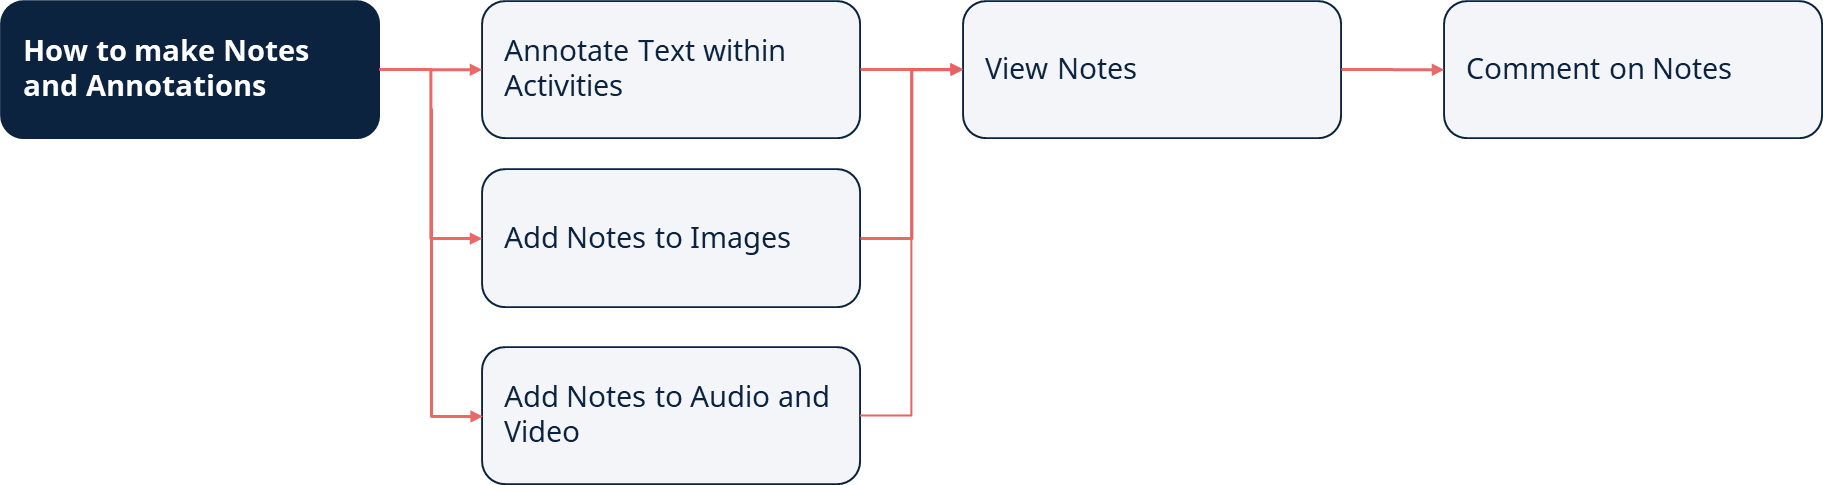 How to make Notes
and Annotations
Annotate Text within
Activities
View Notes
Comment on Notes
Add Notes to Images
Add Notes to Audio and
Video